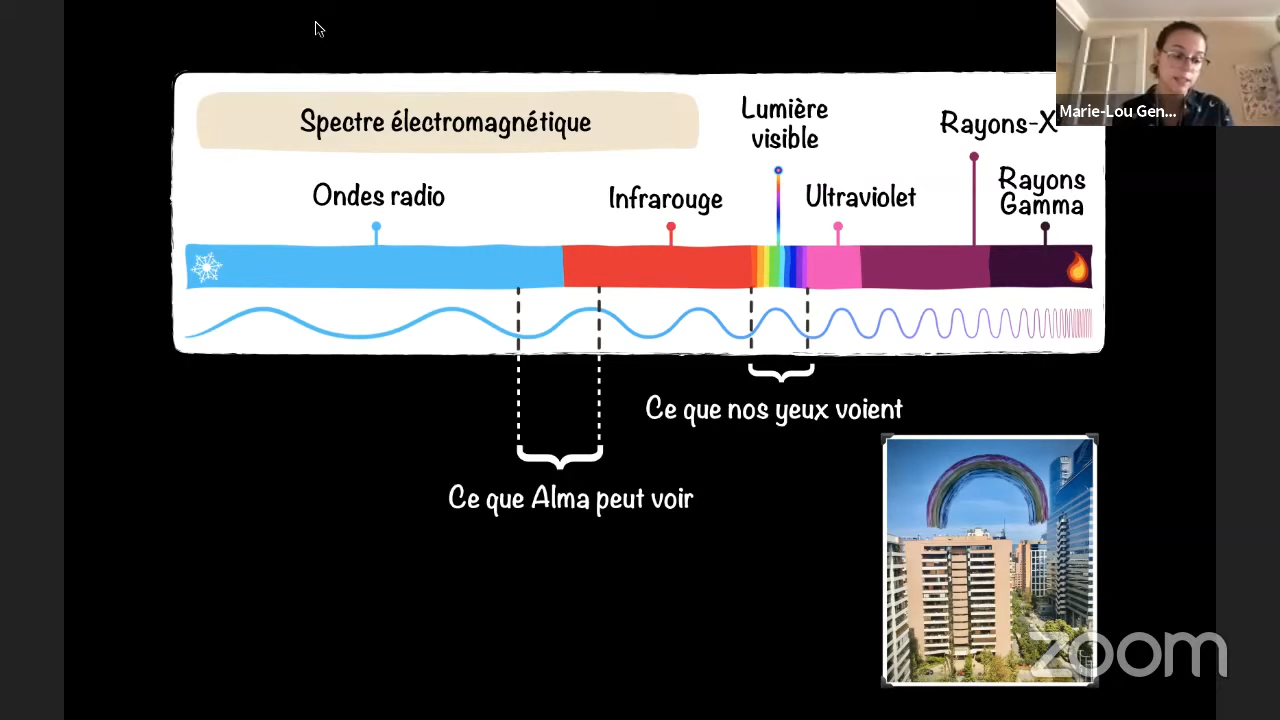 Spectre électromagnétique
Lumière
visible
Rayons-X
Marie-Lou Gen...
Ondes radio
Infrarouge
Ultraviolet
Rayons
Gamma
Ce que nos yeux voient
Ce que Alma peut voir
zoom